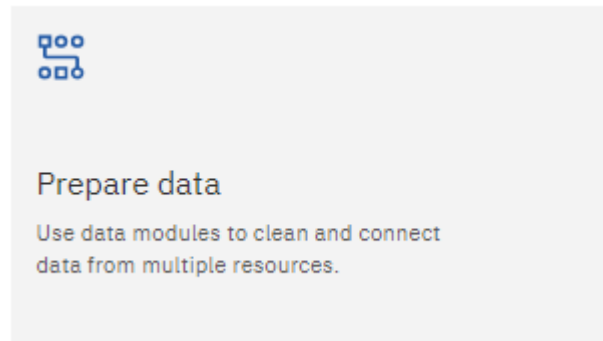 Prepare data
Use data modules to clean and connect
data from multiple resources.